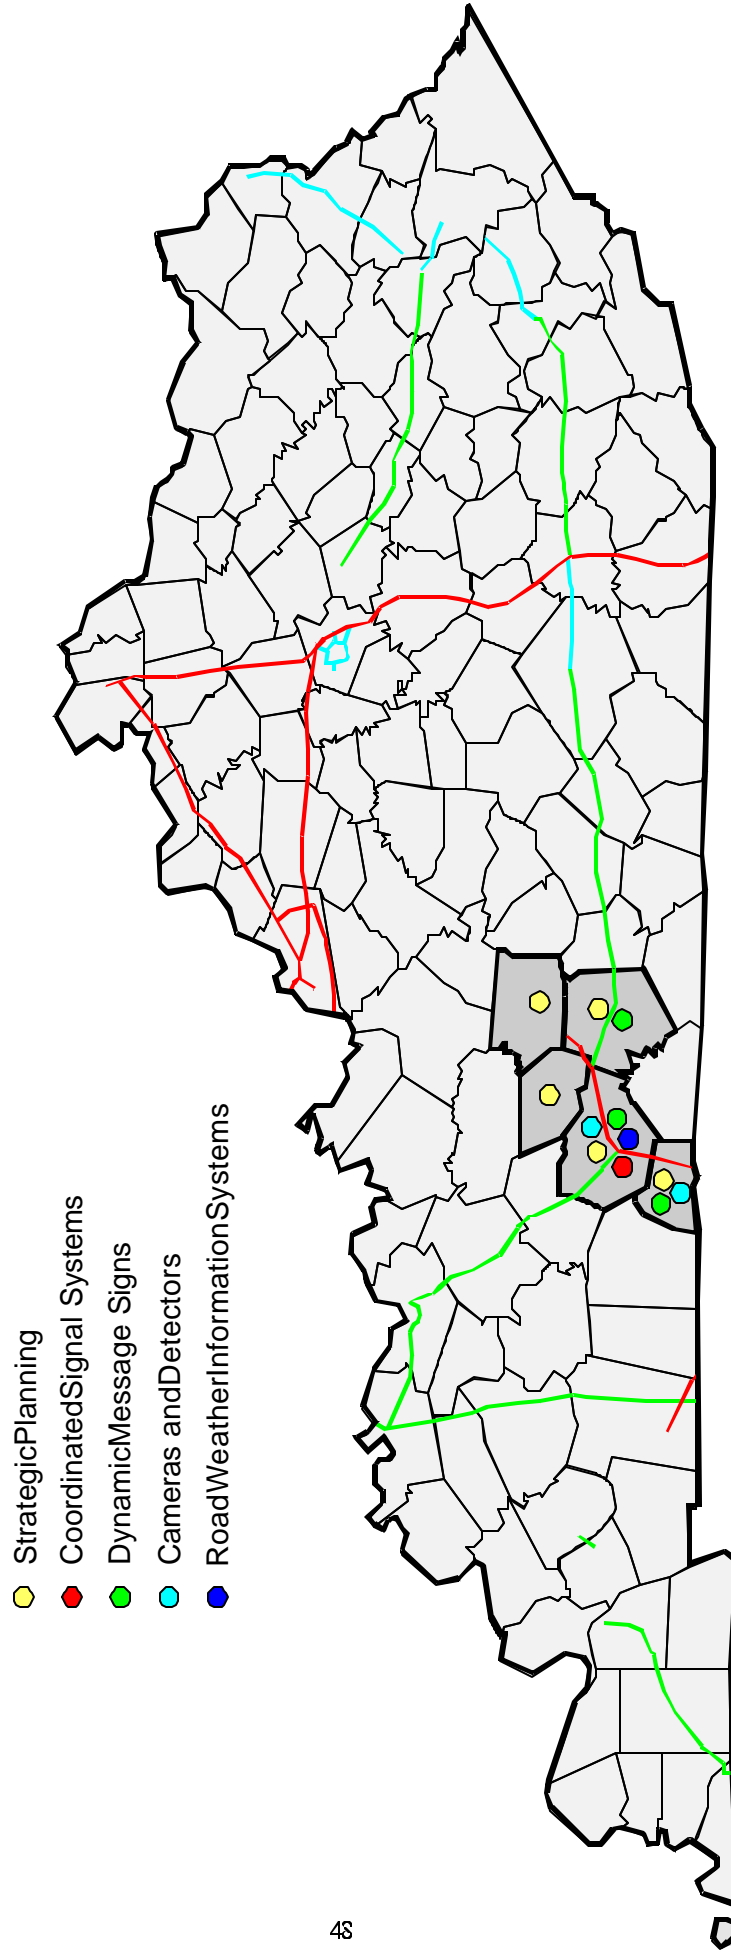 StrategicPlanning
CoordinatedSignal Systems
DynamicMessage Signs
Cameras andDetectors
RoadWeatherInformationSystems
48